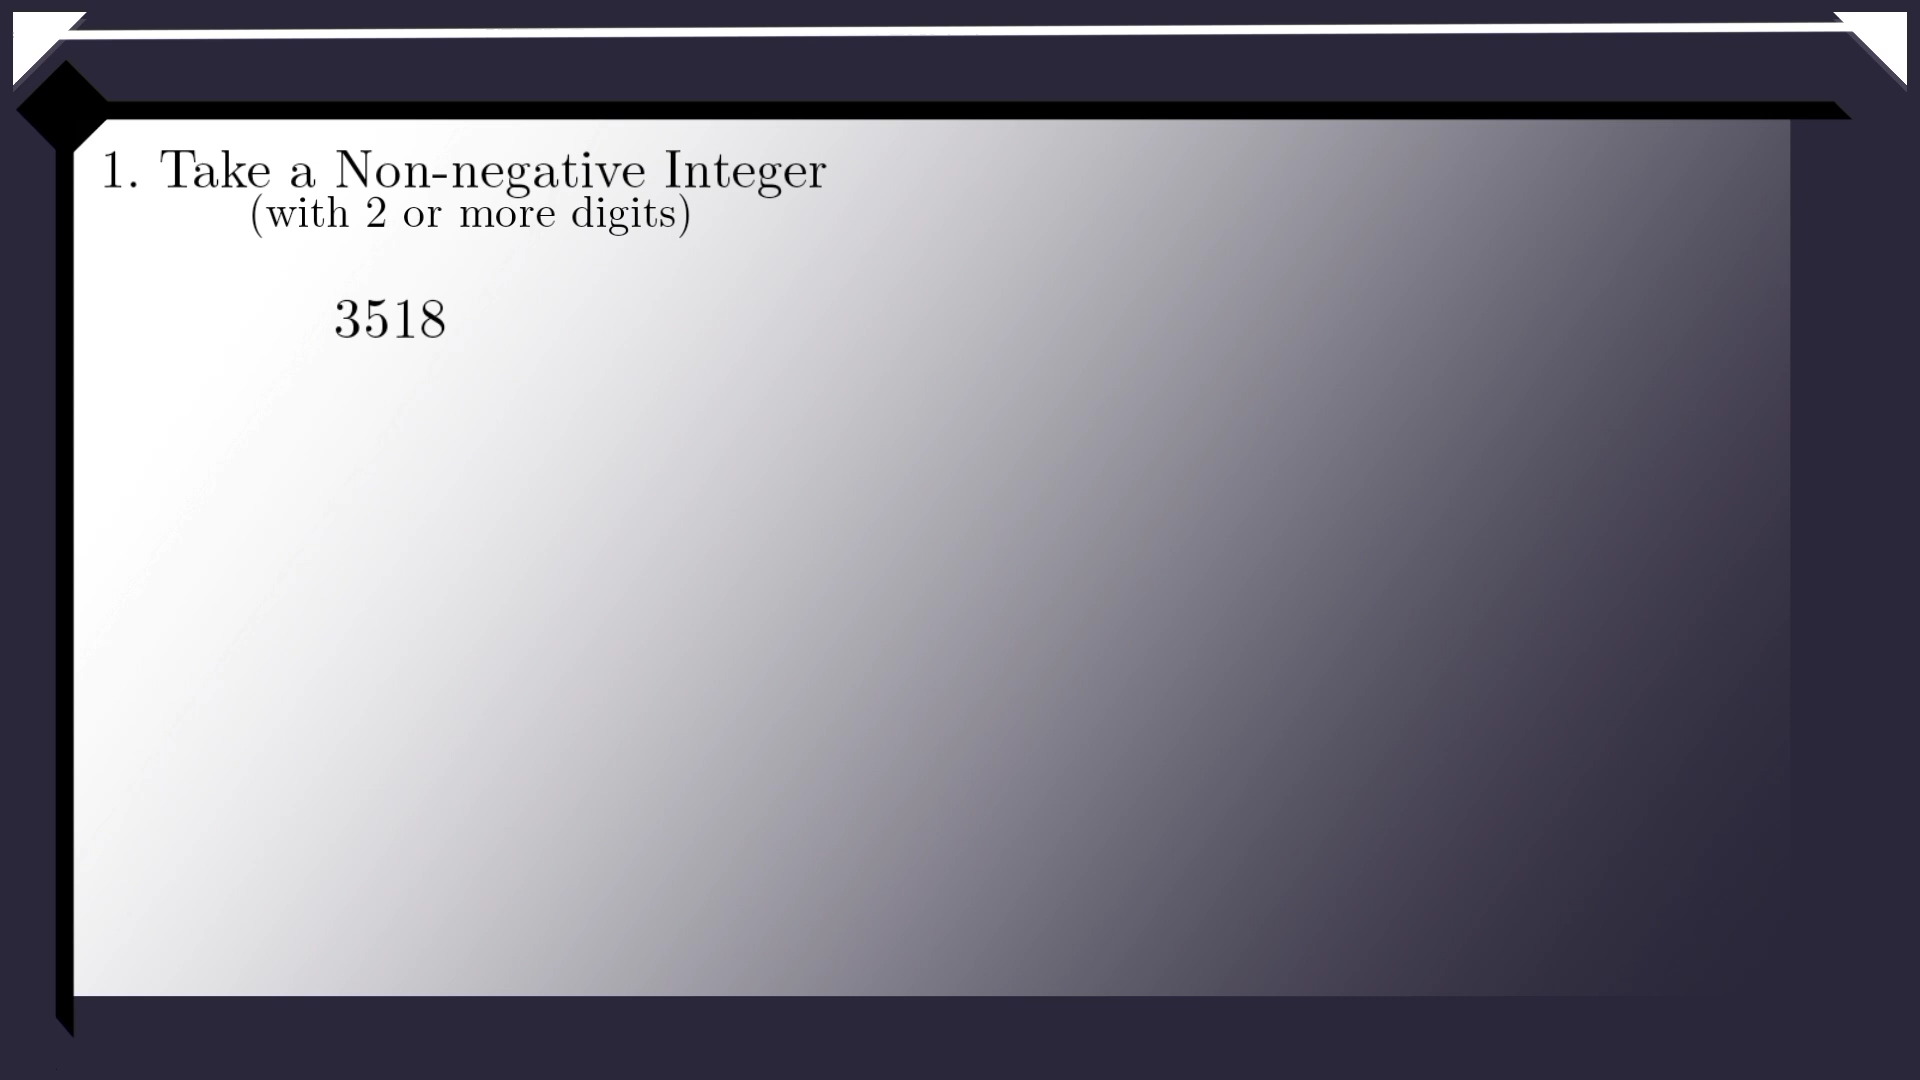 1. Take a Non-negative Integer
(with 2 or more digits)
3518